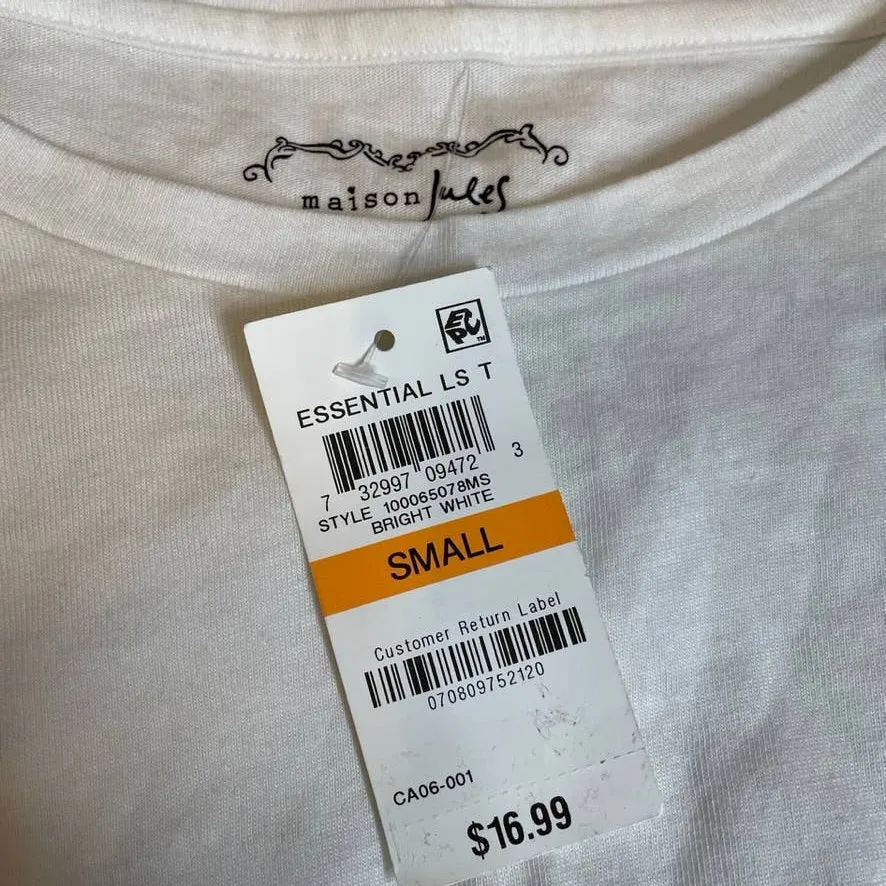 maison Jules
EZPC™
ESSENTIAL LS T
7 32997 09472 3
STYLE 100065078MS
BRIGHT WHITE
SMALL
Customer Return Label
070809752120
CA06-001
$16.99